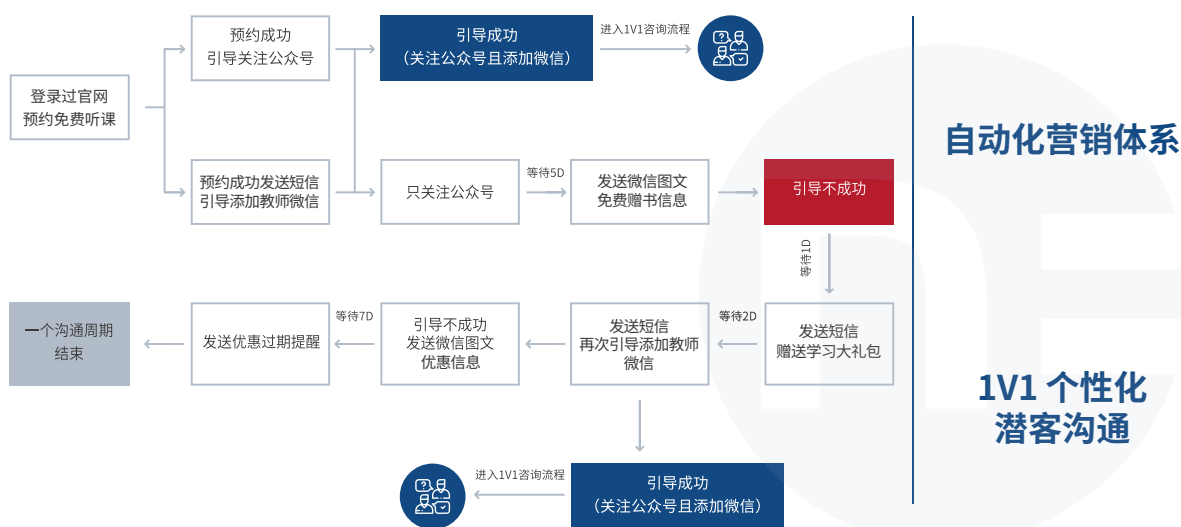 登录过官网
预约免费听课
预约成功
引导关注公众号
引导成功
（关注公众号且添加微信）
进入1V1咨询流程
预约成功发送短信
引导添加教师微信
只关注公众号
等待5D
发送微信图文
免费赠书信息
引导不成功
等待1D
发送短信
赠送学习大礼包
等待2D
发送短信
再次引导添加教师
微信
引导不成功
发送微信图文
优惠信息
等待7D
发送优惠过期提醒
一个沟通周期
结束
引导成功
（关注公众号且添加微信）
进入1V1咨询流程
自动化营销体系
1V1 个性化
潜客沟通